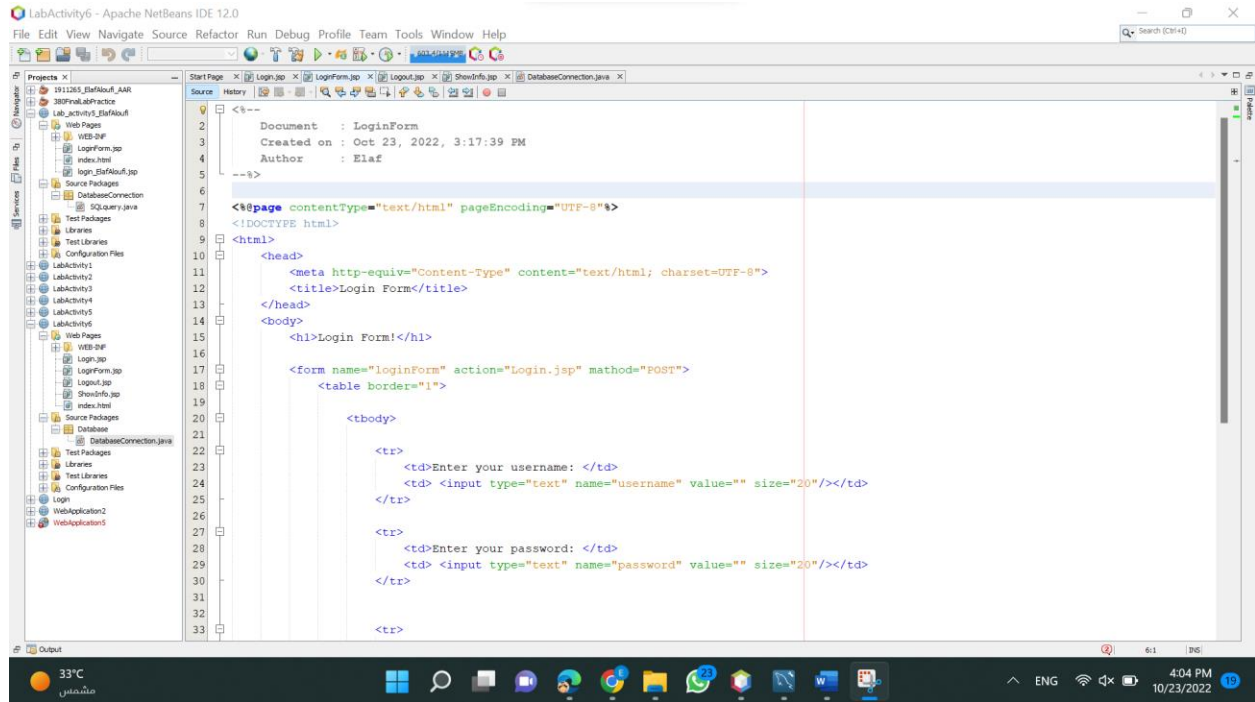 LabActivity6 - Apache NetBeans IDE 12.0
File Edit View Navigate Source Refactor Run Debug Profile Team Tools Window Help
Search (Ctrl+I)
Projects
Start Page Login.jsp LoginForm.jsp Logout.jsp ShowInfo.jsp DatabaseConnection.java
Source History
Navigator
Files
Services
Palette
1911265_ElafAloufi_AAR
380FinalLabPractice
Lab_activity5_ElafAloufi
Web Pages
WEB-INF
LoginForm.jsp
index.html
login_ElafAloufi.jsp
Source Packages
DatabaseConnection
SQLquery.java
Test Packages
Libraries
Test Libraries
Configuration Files
LabActivity1
LabActivity2
LabActivity3
LabActivity4
LabActivity5
LabActivity6
Web Pages
WEB-INF
Login.jsp
LoginForm.jsp
Logout.jsp
ShowInfo.jsp
index.html
Source Packages
Database
DatabaseConnection.java
Test Packages
Libraries
Test Libraries
Configuration Files
Login
WebApplication2
WebApplication5
<%--
2 Document : LoginForm
3 Created on : Oct 23, 2022, 3:17:39 PM
4 Author : Elaf
5 --%>
6
7 <%@page contentType="text/html" pageEncoding="UTF-8"%>
8 <!DOCTYPE html>
9 <html>
10 <head>
11 <meta http-equiv="Content-Type" content="text/html; charset=UTF-8">
12 <title>Login Form</title>
13 </head>
14 <body>
15 <h1>Login Form!</h1>
16
17 <form name="loginForm" action="Login.jsp" mathod="POST">
18 <table border="1">
19
20 <tbody>
21
22 <tr>
23 <td>Enter your username: </td>
24 <td> <input type="text" name="username" value="" size="20"/></td>
25 </tr>
26
27 <tr>
28 <td>Enter your password: </td>
29 <td> <input type="text" name="password" value="" size="20"/></td>
30 </tr>
31
32
33 <tr>
Output
2 6:1 INS
33°C
مشمس
23
ENG
4:04 PM
10/23/2022
19